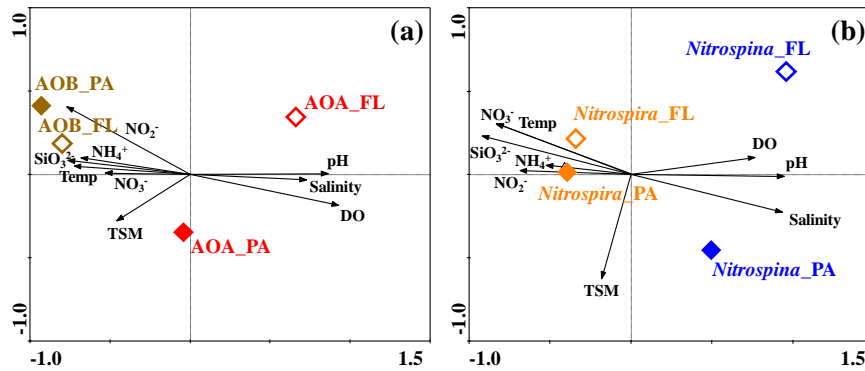 1.0
(a)
AOB_PA
AOB_FL
AOA_FL
NO₂⁻
NH₄⁺
SiO₃²⁻
Temp
NO₃⁻
pH
Salinity
DO
TSM
AOA_PA
-1.0
-1.0
1.5
1.0
(b)
Nitrospina_FL
Nitrospira_FL
NO₃⁻
Temp
SiO₃²⁻
NH₄⁺
NO₂⁻
Nitrospira_PA
DO
pH
Salinity
TSM
Nitrospina_PA
-1.0
-1.0
1.5